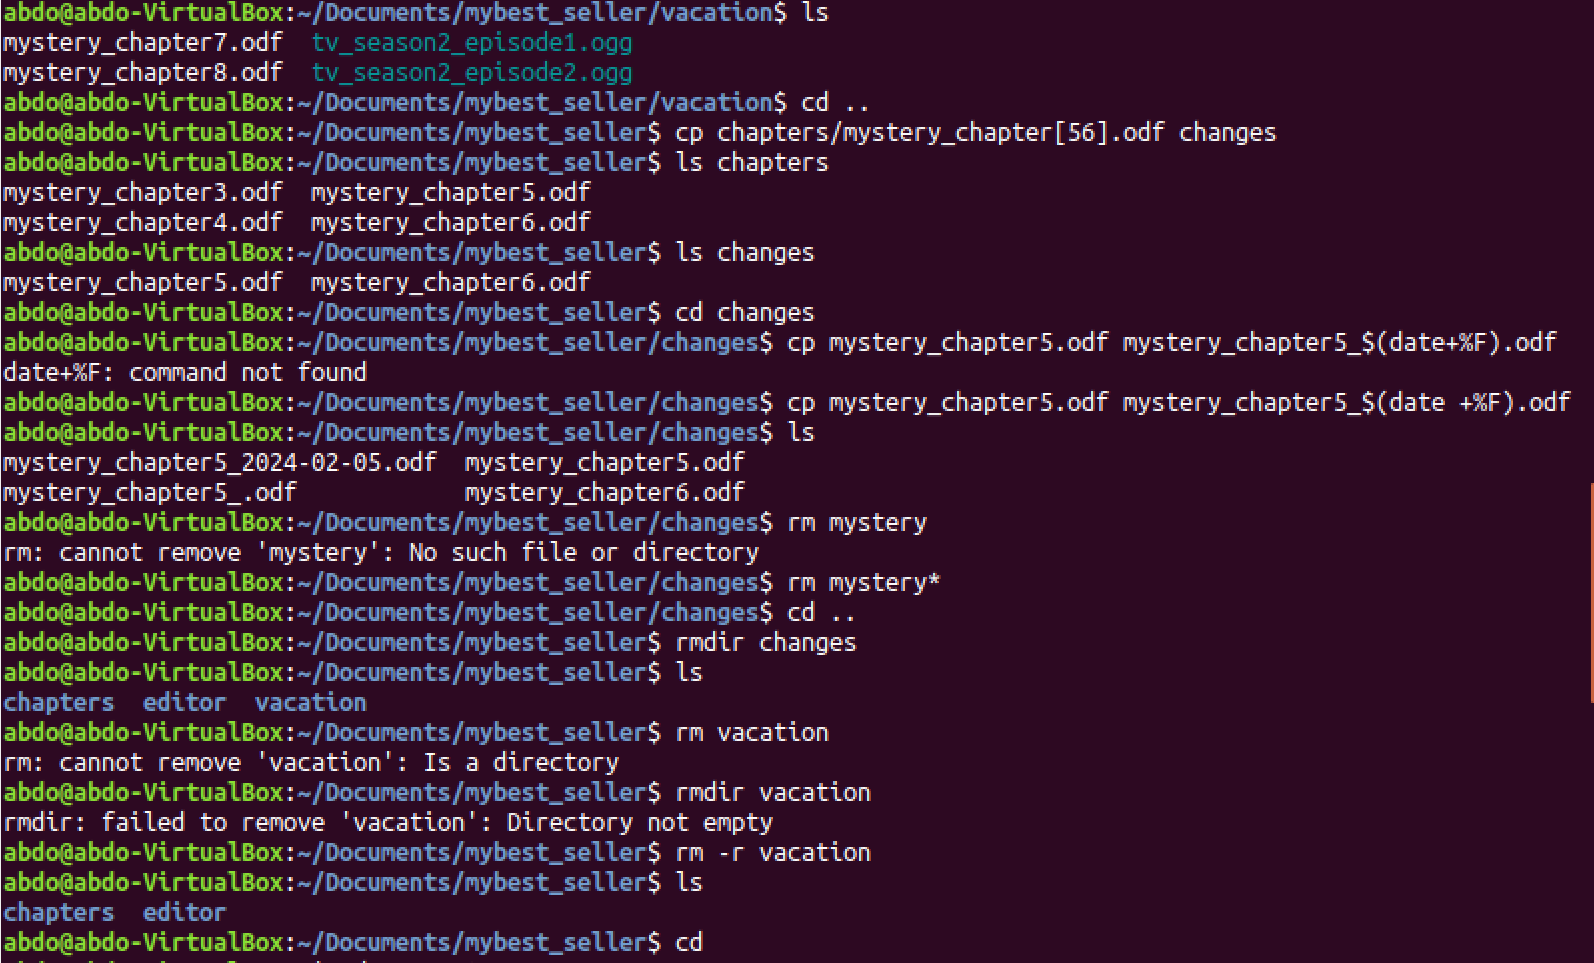 abdo@abdo-VirtualBox:~/Documents/mybest_seller/vacation$ ls
mystery_chapter7.odf  tv_season2_episode1.ogg
mystery_chapter8.odf  tv_season2_episode2.ogg
abdo@abdo-VirtualBox:~/Documents/mybest_seller/vacation$ cd ..
abdo@abdo-VirtualBox:~/Documents/mybest_seller$ cp chapters/mystery_chapter[56].odf changes
abdo@abdo-VirtualBox:~/Documents/mybest_seller$ ls chapters
mystery_chapter3.odf  mystery_chapter5.odf
mystery_chapter4.odf  mystery_chapter6.odf
abdo@abdo-VirtualBox:~/Documents/mybest_seller$ ls changes
mystery_chapter5.odf  mystery_chapter6.odf
abdo@abdo-VirtualBox:~/Documents/mybest_seller$ cd changes
abdo@abdo-VirtualBox:~/Documents/mybest_seller/changes$ cp mystery_chapter5.odf mystery_chapter5_$(date+%F).odf
date+%F: command not found
abdo@abdo-VirtualBox:~/Documents/mybest_seller/changes$ cp mystery_chapter5.odf mystery_chapter5_$(date +%F).odf
abdo@abdo-VirtualBox:~/Documents/mybest_seller/changes$ ls
mystery_chapter5_2024-02-05.odf  mystery_chapter5.odf
mystery_chapter5_.odf            mystery_chapter6.odf
abdo@abdo-VirtualBox:~/Documents/mybest_seller/changes$ rm mystery
rm: cannot remove 'mystery': No such file or directory
abdo@abdo-VirtualBox:~/Documents/mybest_seller/changes$ rm mystery*
abdo@abdo-VirtualBox:~/Documents/mybest_seller/changes$ cd ..
abdo@abdo-VirtualBox:~/Documents/mybest_seller$ rmdir changes
abdo@abdo-VirtualBox:~/Documents/mybest_seller$ ls
chapters  editor  vacation
abdo@abdo-VirtualBox:~/Documents/mybest_seller$ rm vacation
rm: cannot remove 'vacation': Is a directory
abdo@abdo-VirtualBox:~/Documents/mybest_seller$ rmdir vacation
rmdir: failed to remove 'vacation': Directory not empty
abdo@abdo-VirtualBox:~/Documents/mybest_seller$ rm -r vacation
abdo@abdo-VirtualBox:~/Documents/mybest_seller$ ls
chapters  editor
abdo@abdo-VirtualBox:~/Documents/mybest_seller$ cd